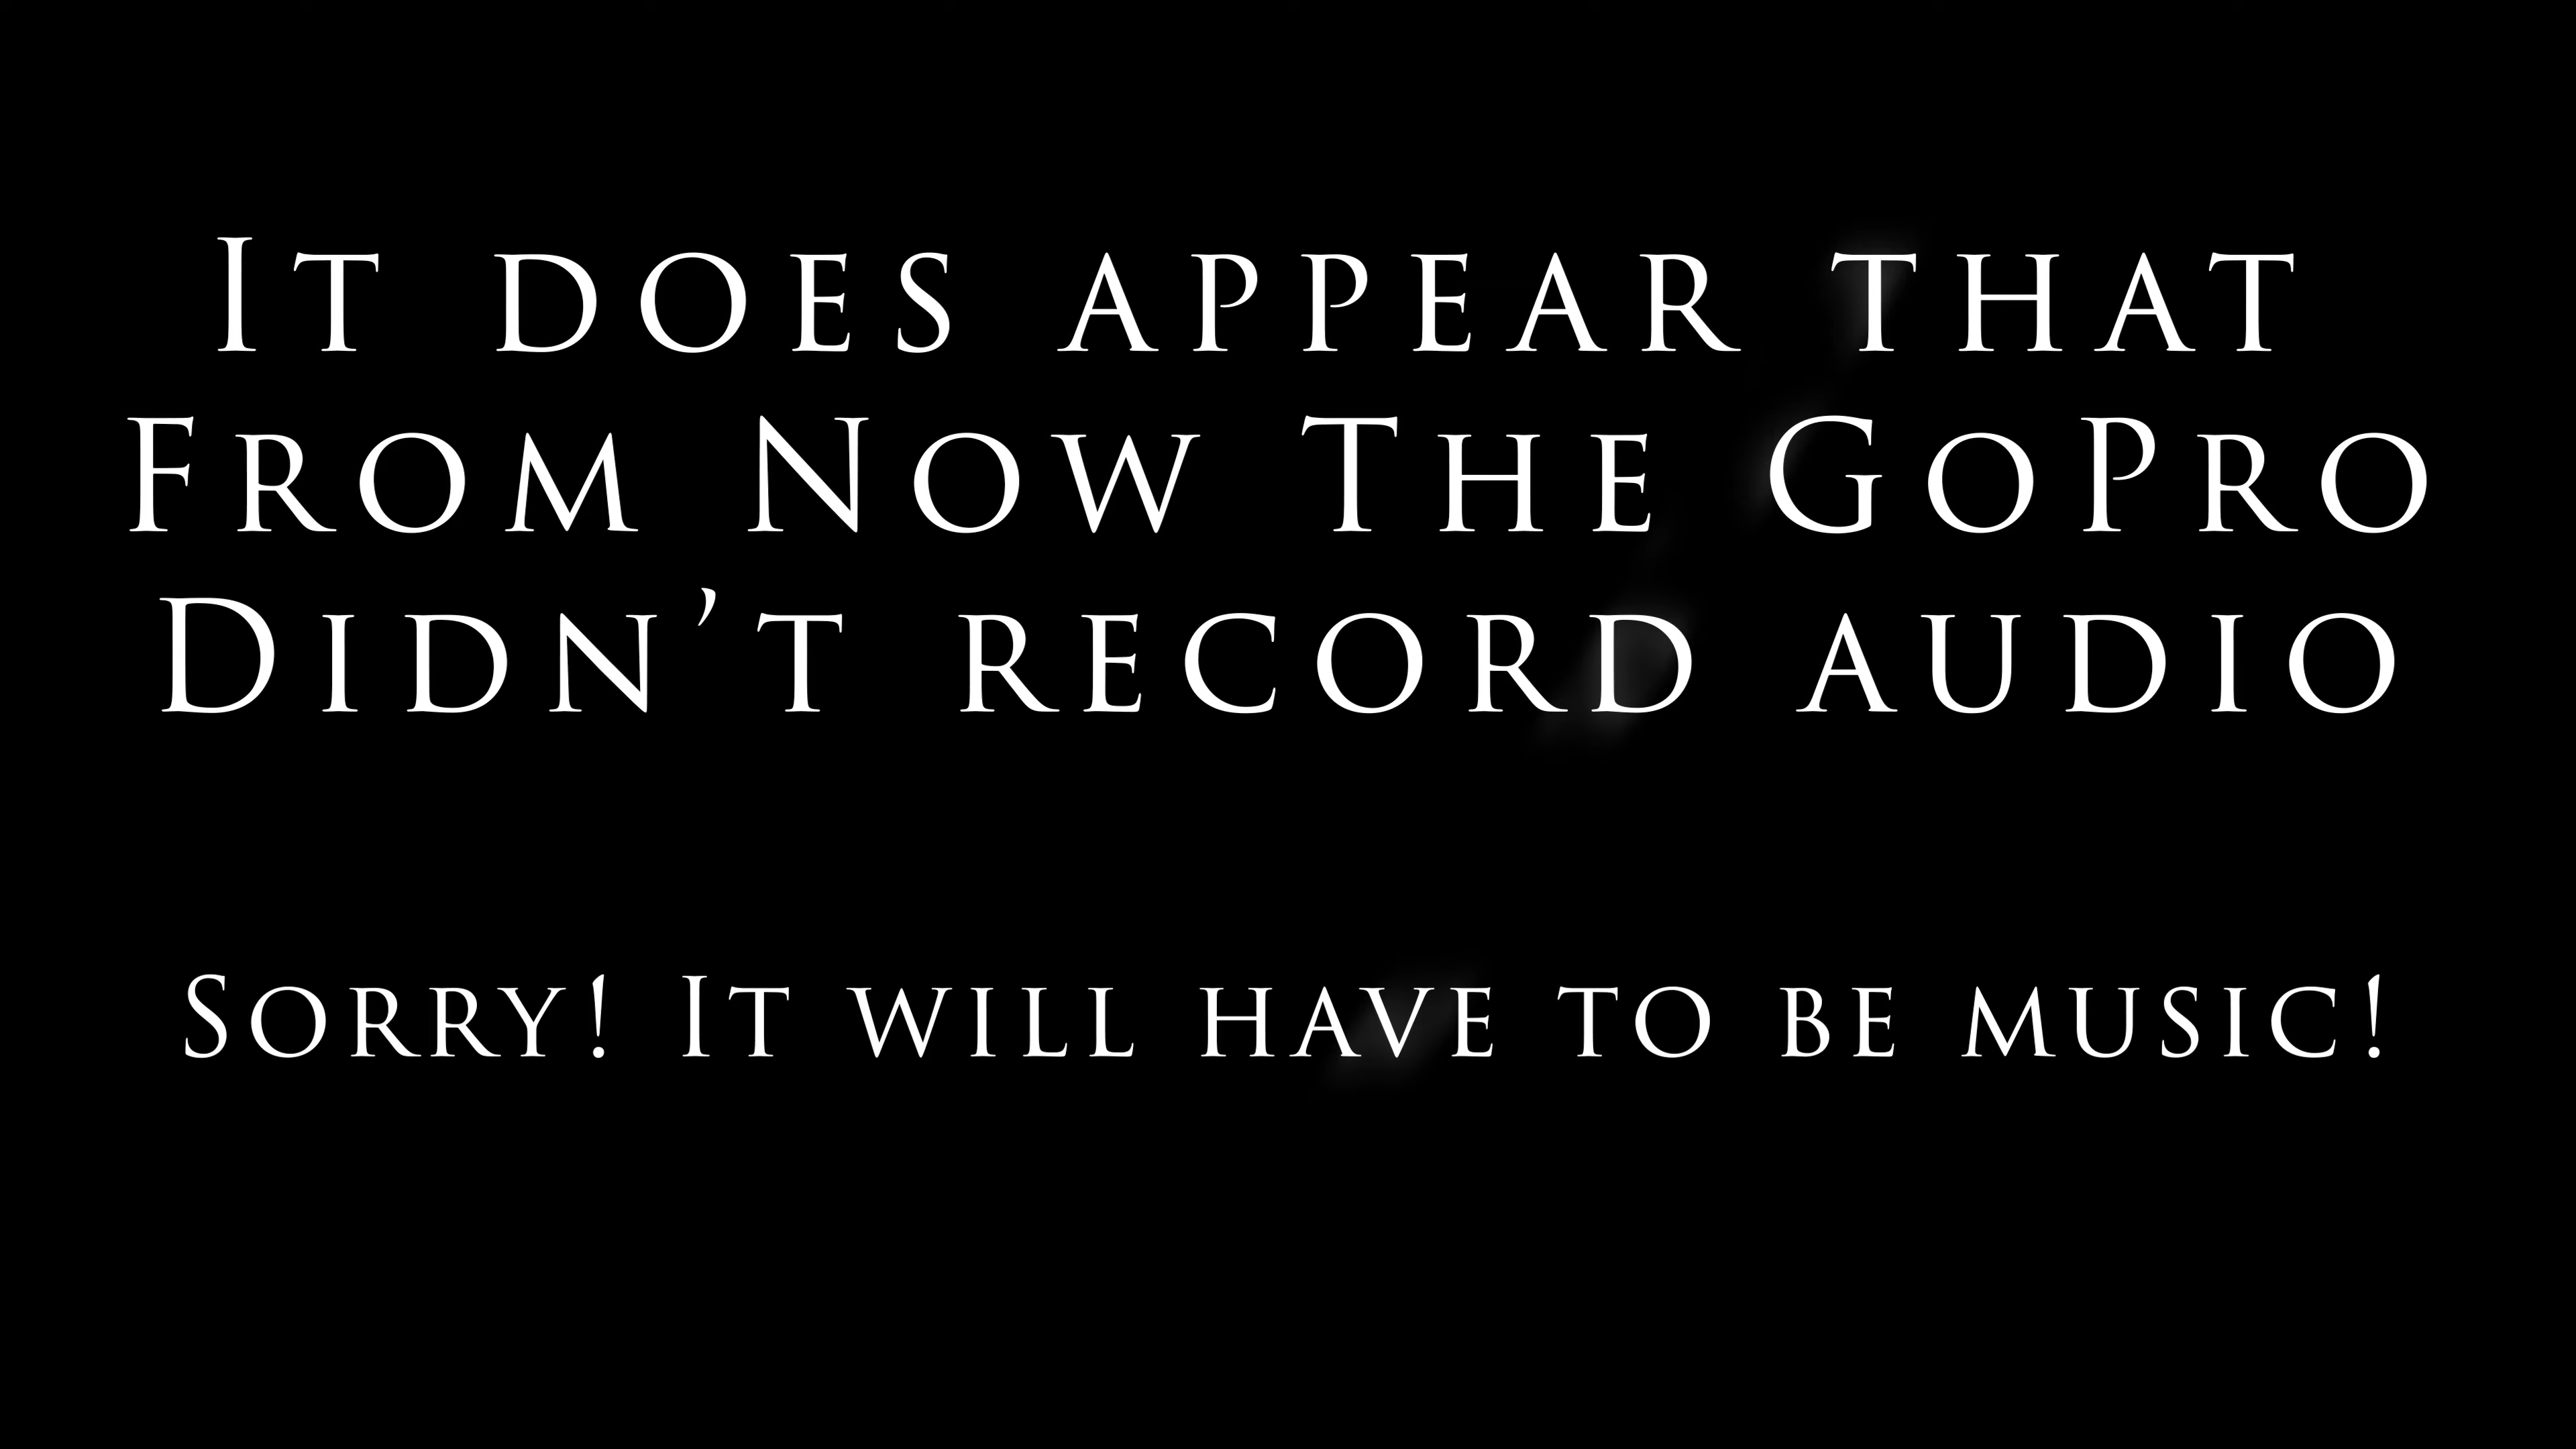 It does appear that
From Now The GoPro
Didn't record audio
Sorry! It will have to be music!